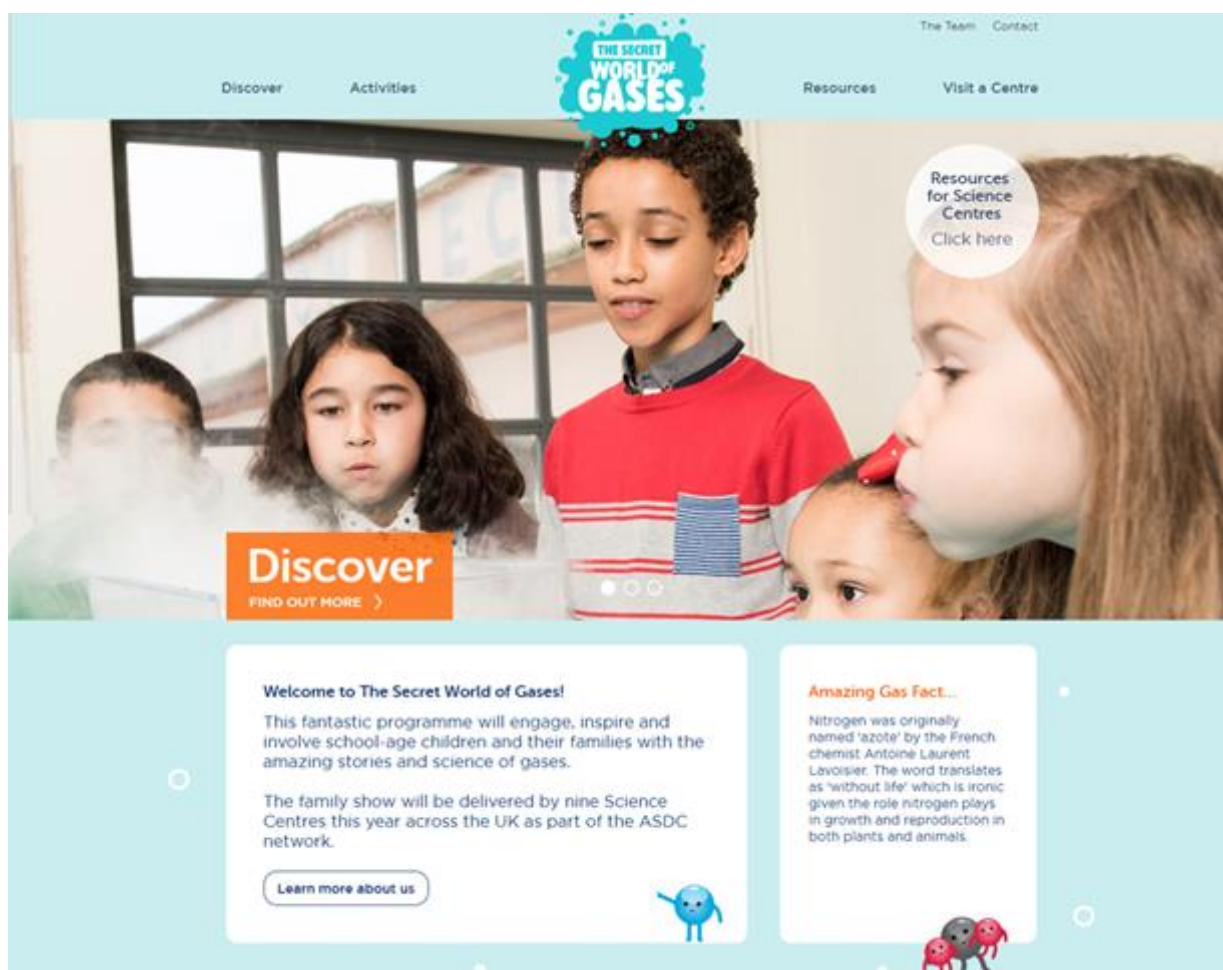 The Team Contact
THE SECRET
WORLD OF
GASES
Discover Activities Resources Visit a Centre
Resources
for Science
Centres
Click here
Discover
FIND OUT MORE
Welcome to The Secret World of Gases!
This fantastic programme will engage, inspire and
involve school-age children and their families with the
amazing stories and science of gases.
The family show will be delivered by nine Science
Centres this year across the UK as part of the ASDC
network.
Learn more about us
Amazing Gas Fact...
Nitrogen was originally
named 'azote' by the French
chemist Antoine Laurent
Lavoisier. The word translates
as 'without life' which is ironic
given the role nitrogen plays
in growth and reproduction in
both plants and animals.